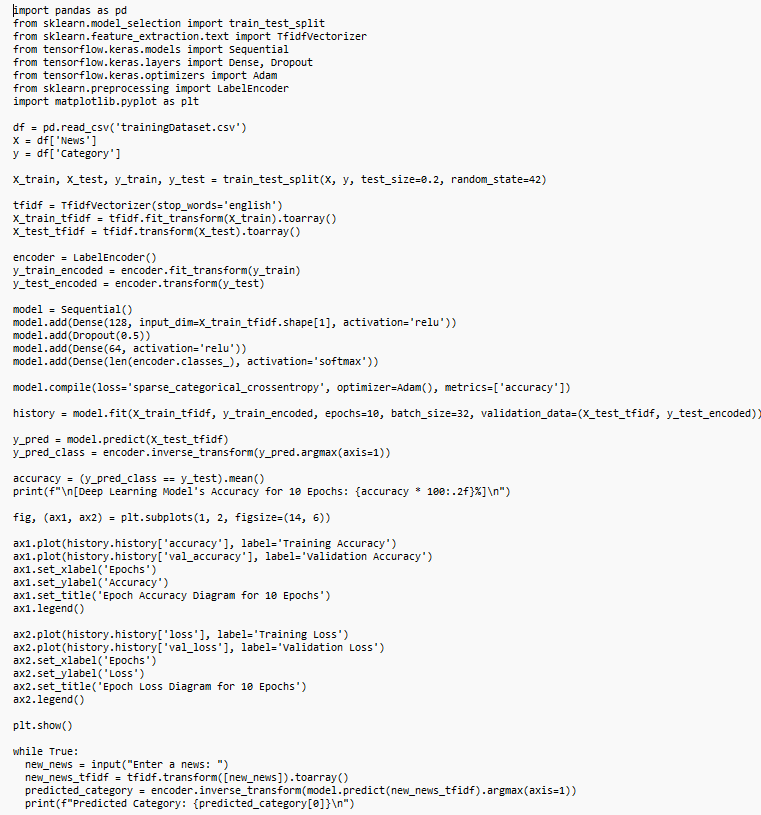 import pandas as pd
from sklearn.model_selection import train_test_split
from sklearn.feature_extraction.text import TfidfVectorizer
from tensorflow.keras.models import Sequential
from tensorflow.keras.layers import Dense, Dropout
from tensorflow.keras.optimizers import Adam
from sklearn.preprocessing import LabelEncoder
import matplotlib.pyplot as plt

df = pd.read_csv('trainingDataset.csv')
X = df['News']
y = df['Category']

X_train, X_test, y_train, y_test = train_test_split(X, y, test_size=0.2, random_state=42)

tfidf = TfidfVectorizer(stop_words='english')
X_train_tfidf = tfidf.fit_transform(X_train).toarray()
X_test_tfidf = tfidf.transform(X_test).toarray()

encoder = LabelEncoder()
y_train_encoded = encoder.fit_transform(y_train)
y_test_encoded = encoder.transform(y_test)

model = Sequential()
model.add(Dense(128, input_dim=X_train_tfidf.shape[1], activation='relu'))
model.add(Dropout(0.5))
model.add(Dense(64, activation='relu'))
model.add(Dense(len(encoder.classes_), activation='softmax'))

model.compile(loss='sparse_categorical_crossentropy', optimizer=Adam(), metrics=['accuracy'])

history = model.fit(X_train_tfidf, y_train_encoded, epochs=10, batch_size=32, validation_data=(X_test_tfidf, y_test_encoded))

y_pred = model.predict(X_test_tfidf)
y_pred_class = encoder.inverse_transform(y_pred.argmax(axis=1))

accuracy = (y_pred_class == y_test).mean()
print(f"\n[Deep Learning Model's Accuracy for 10 Epochs: {accuracy * 100:.2f}%]\n")

fig, (ax1, ax2) = plt.subplots(1, 2, figsize=(14, 6))

ax1.plot(history.history['accuracy'], label='Training Accuracy')
ax1.plot(history.history['val_accuracy'], label='Validation Accuracy')
ax1.set_xlabel('Epochs')
ax1.set_ylabel('Accuracy')
ax1.set_title('Epoch Accuracy Diagram for 10 Epochs')
ax1.legend()

ax2.plot(history.history['loss'], label='Training Loss')
ax2.plot(history.history['val_loss'], label='Validation Loss')
ax2.set_xlabel('Epochs')
ax2.set_ylabel('Loss')
ax2.set_title('Epoch Loss Diagram for 10 Epochs')
ax2.legend()

plt.show()

while True:
  new_news = input("Enter a news: ")
  new_news_tfidf = tfidf.transform([new_news]).toarray()
  predicted_category = encoder.inverse_transform(model.predict(new_news_tfidf).argmax(axis=1))
  print(f"Predicted Category: {predicted_category[0]}\n")